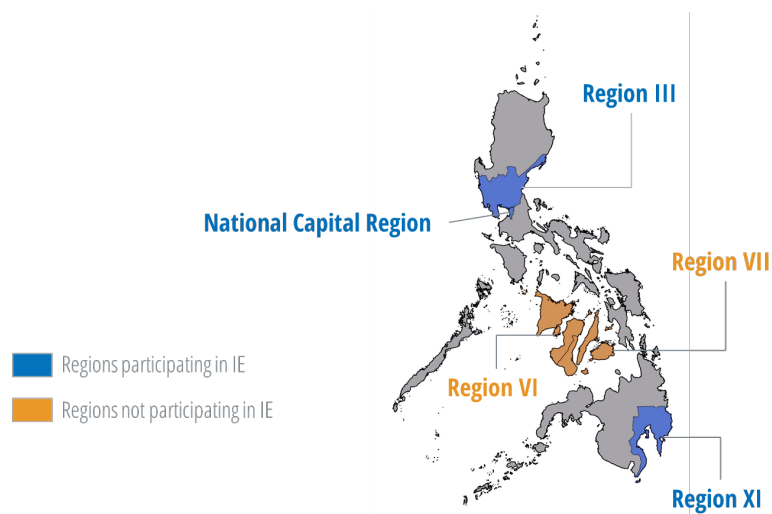 Region III
National Capital Region
Region VII
Regions participating in IE
Region VI
Regions not participating in IE
Region XI